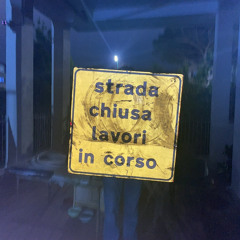 strada
chiusa
lavori
in corso